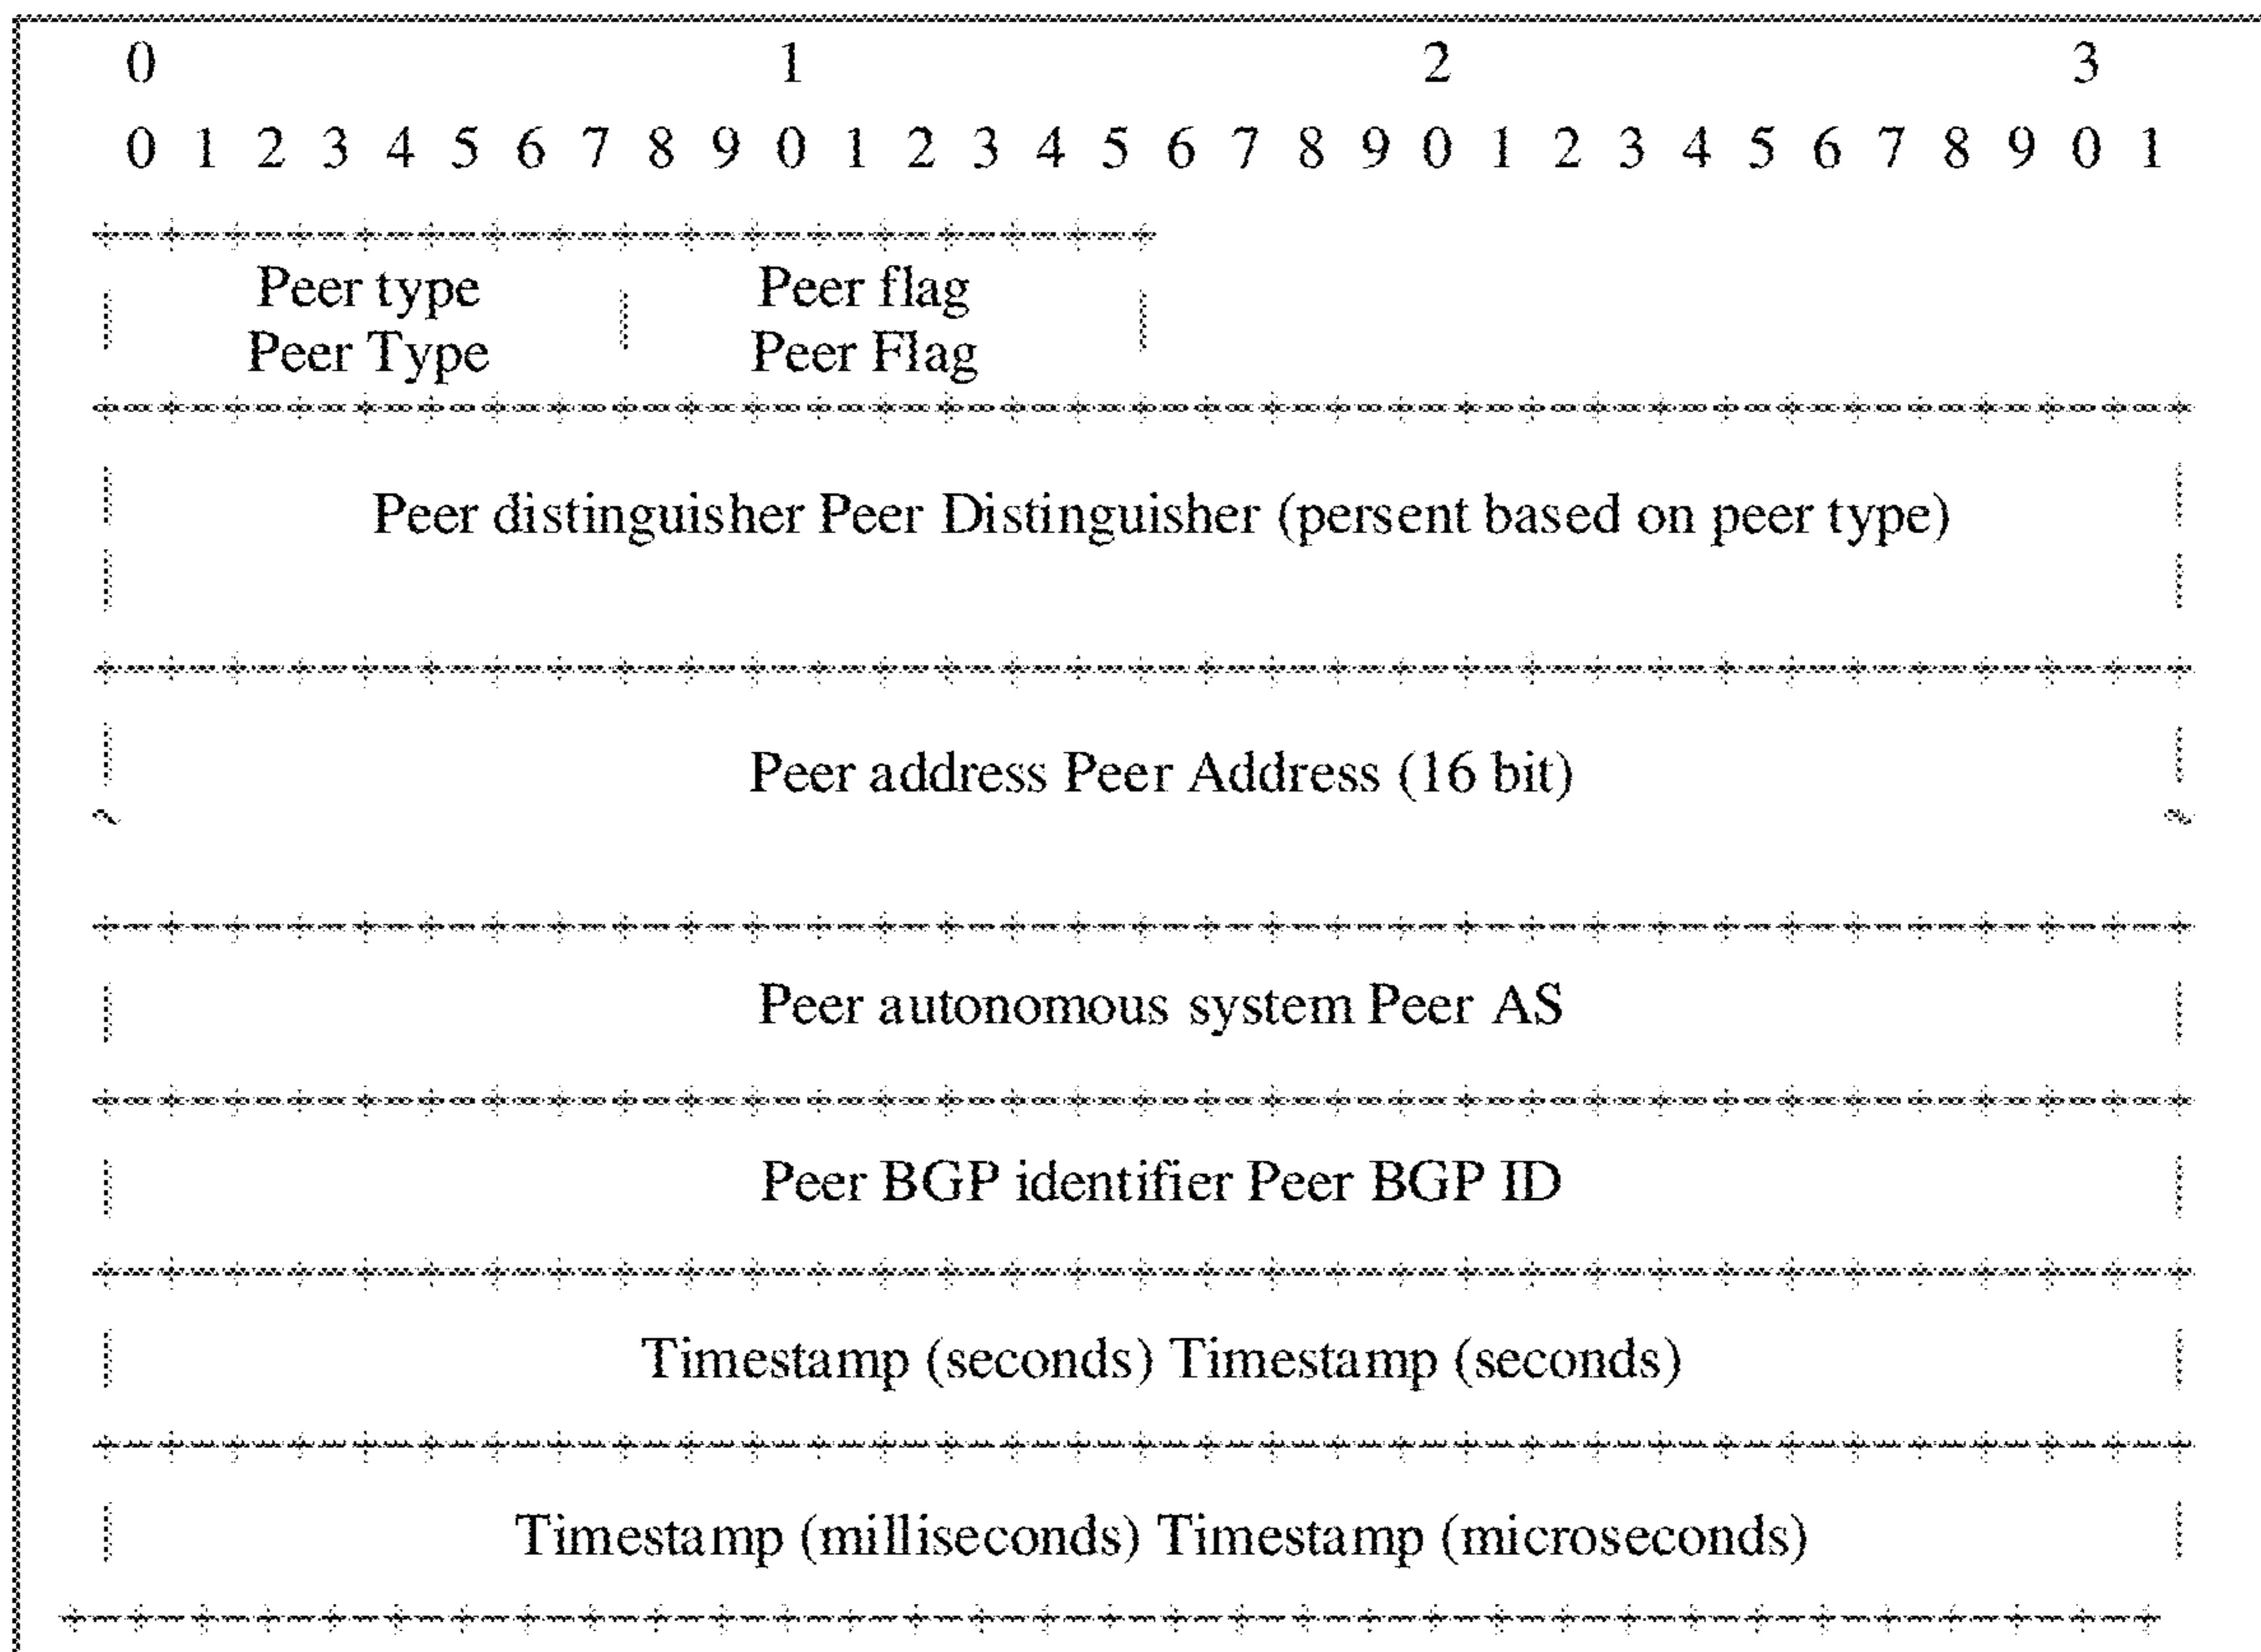 0 1 2 3
0 1 2 3 4 5 6 7 8 9 0 1 2 3 4 5 6 7 8 9 0 1 2 3 4 5 6 7 8 9 0 1
Peer type Peer flag
Peer Type Peer Flag
Peer distinguisher Peer Distinguisher (persent based on peer type)
Peer address Peer Address (16 bit)
Peer autonomous system Peer AS
Peer BGP identifier Peer BGP ID
Timestamp (seconds) Timestamp (seconds)
Timestamp (milliseconds) Timestamp (microseconds)